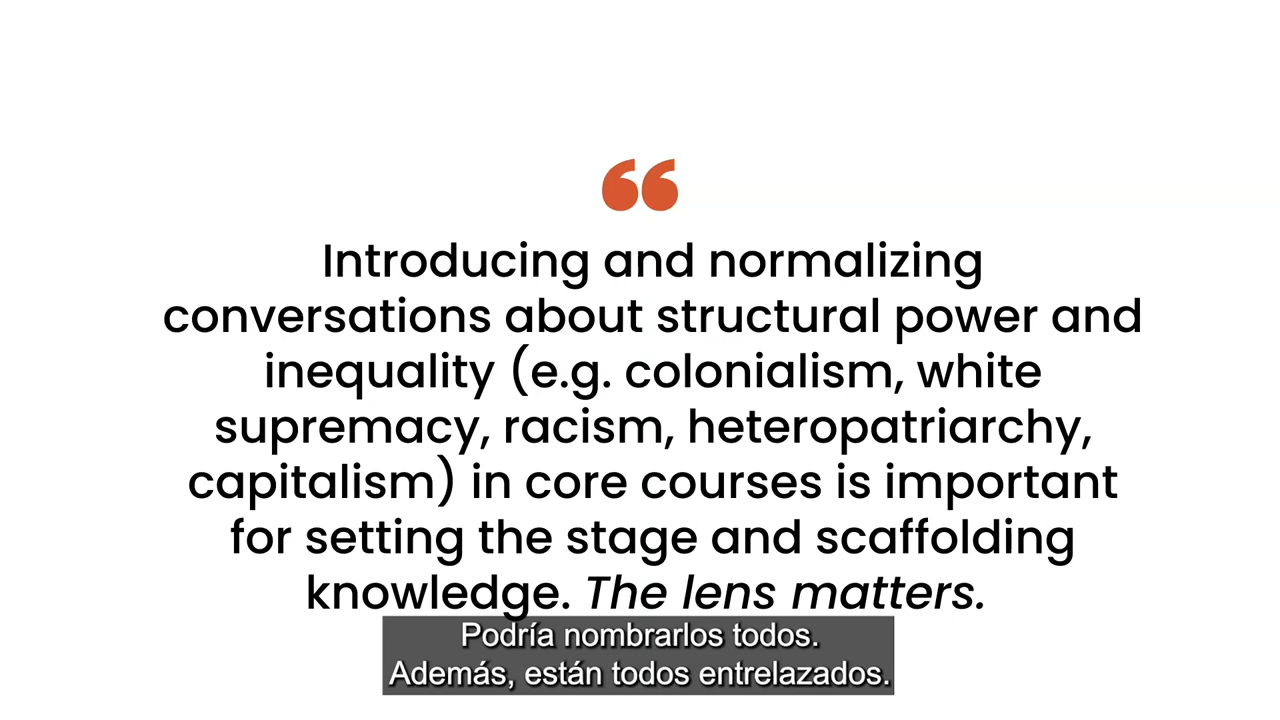 “
Introducing and normalizing
conversations about structural power and
inequality (e.g. colonialism, white
supremacy, racism, heteropatriarchy,
capitalism) in core courses is important
for setting the stage and scaffolding
knowledge. The lens matters.
Podría nombrarlos todos.
Además, están todos entrelazados.